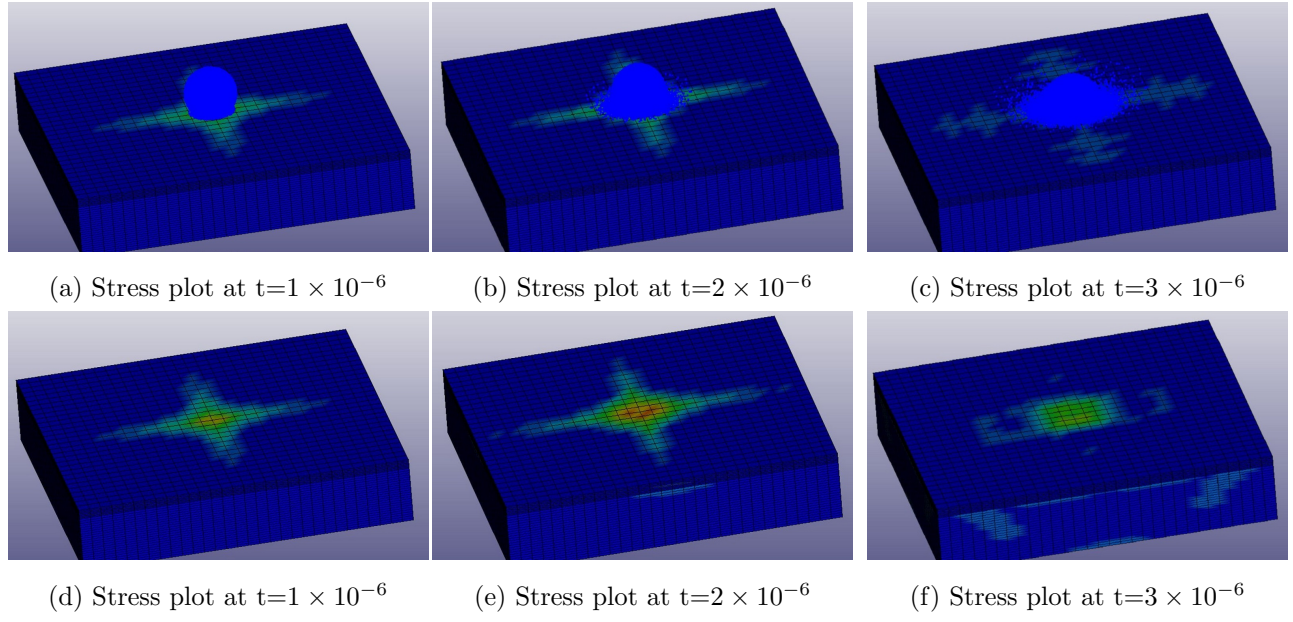 (a) Stress plot at t=1 × 10⁻⁶
(b) Stress plot at t=2 × 10⁻⁶
(c) Stress plot at t=3 × 10⁻⁶
(d) Stress plot at t=1 × 10⁻⁶
(e) Stress plot at t=2 × 10⁻⁶
(f) Stress plot at t=3 × 10⁻⁶